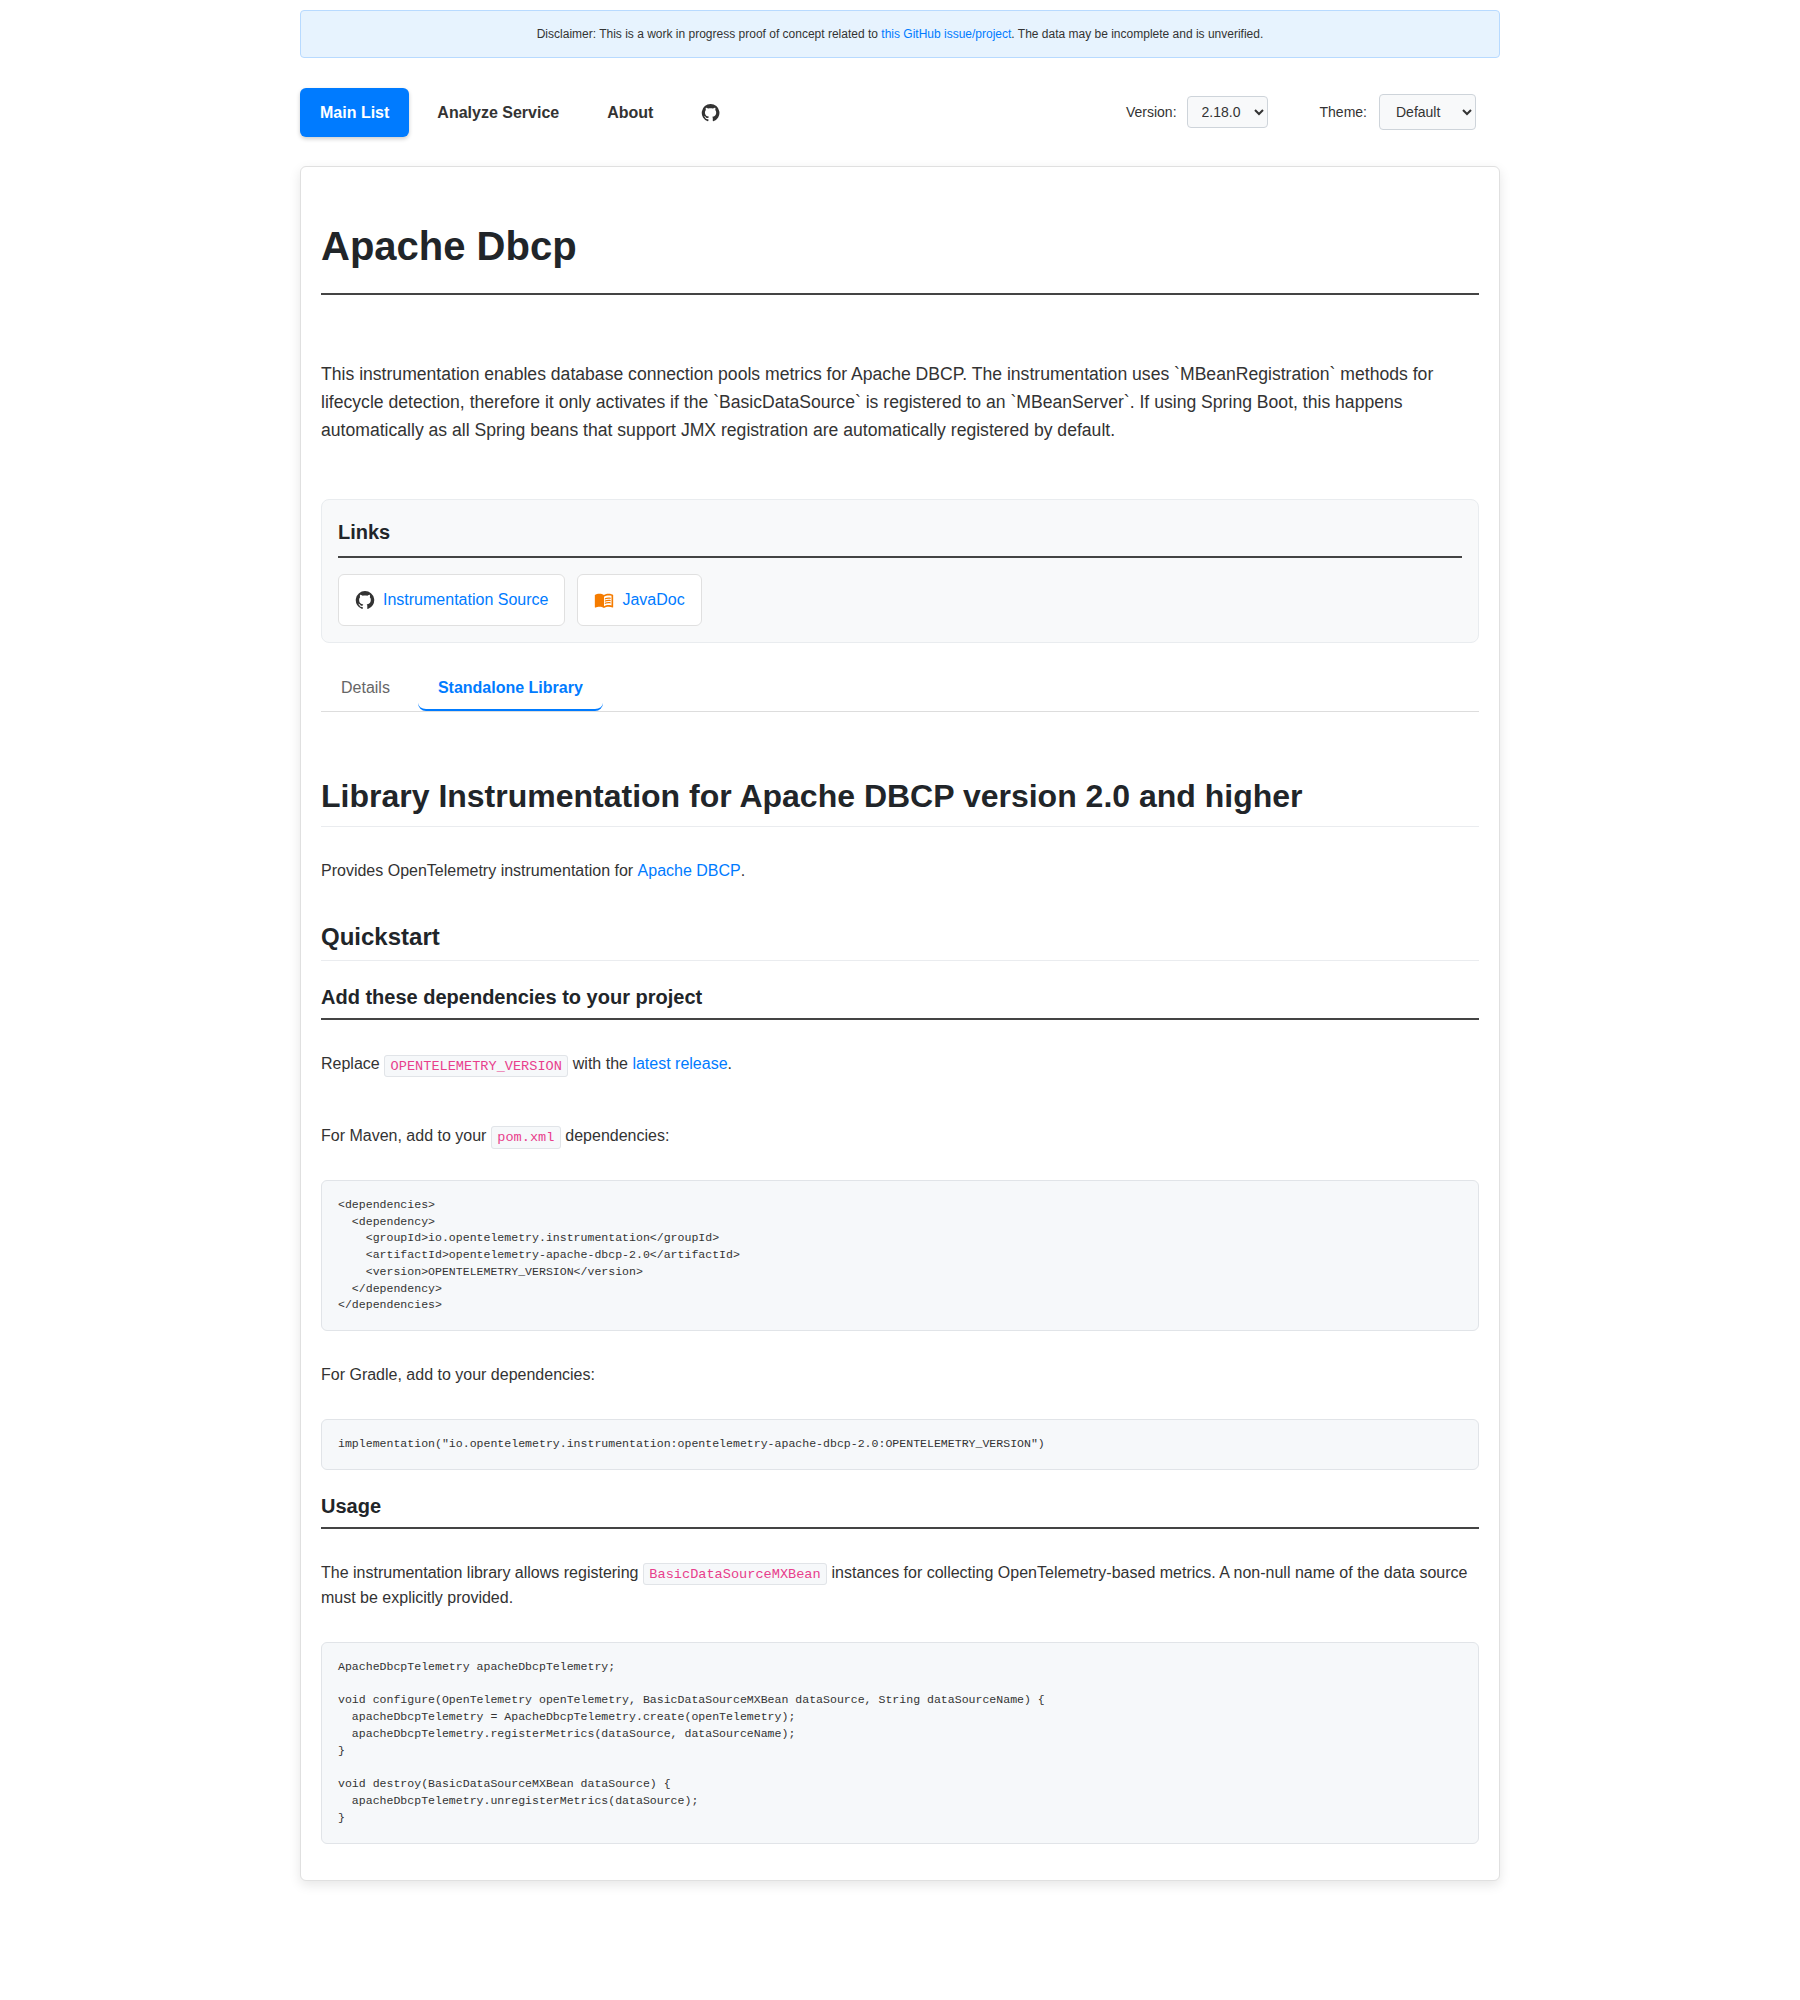 Disclaimer: This is a work in progress proof of concept related to this GitHub issue/project. The data may be incomplete and is unverified.
Main List
Analyze Service
About
Version:
2.18.0
Theme:
Default
Apache Dbcp
This instrumentation enables database connection pools metrics for Apache DBCP. The instrumentation uses `MBeanRegistration` methods for
lifecycle detection, therefore it only activates if the `BasicDataSource` is registered to an `MBeanServer`. If using Spring Boot, this happens
automatically as all Spring beans that support JMX registration are automatically registered by default.
Links
Instrumentation Source
JavaDoc
Details
Standalone Library
Library Instrumentation for Apache DBCP version 2.0 and higher
Provides OpenTelemetry instrumentation for Apache DBCP.
Quickstart
Add these dependencies to your project
Replace OPENTELEMETRY_VERSION with the latest release.
For Maven, add to your pom.xml dependencies:
<dependencies>
  <dependency>
    <groupId>io.opentelemetry.instrumentation</groupId>
    <artifactId>opentelemetry-apache-dbcp-2.0</artifactId>
    <version>OPENTELEMETRY_VERSION</version>
  </dependency>
</dependencies>
For Gradle, add to your dependencies:
implementation("io.opentelemetry.instrumentation:opentelemetry-apache-dbcp-2.0:OPENTELEMETRY_VERSION")
Usage
The instrumentation library allows registering BasicDataSourceMXBean instances for collecting OpenTelemetry-based metrics. A non-null name of the data source
must be explicitly provided.
ApacheDbcpTelemetry apacheDbcpTelemetry;
void configure(OpenTelemetry openTelemetry, BasicDataSourceMXBean dataSource, String dataSourceName) {
  apacheDbcpTelemetry = ApacheDbcpTelemetry.create(openTelemetry);
  apacheDbcpTelemetry.registerMetrics(dataSource, dataSourceName);
}
void destroy(BasicDataSourceMXBean dataSource) {
  apacheDbcpTelemetry.unregisterMetrics(dataSource);
}